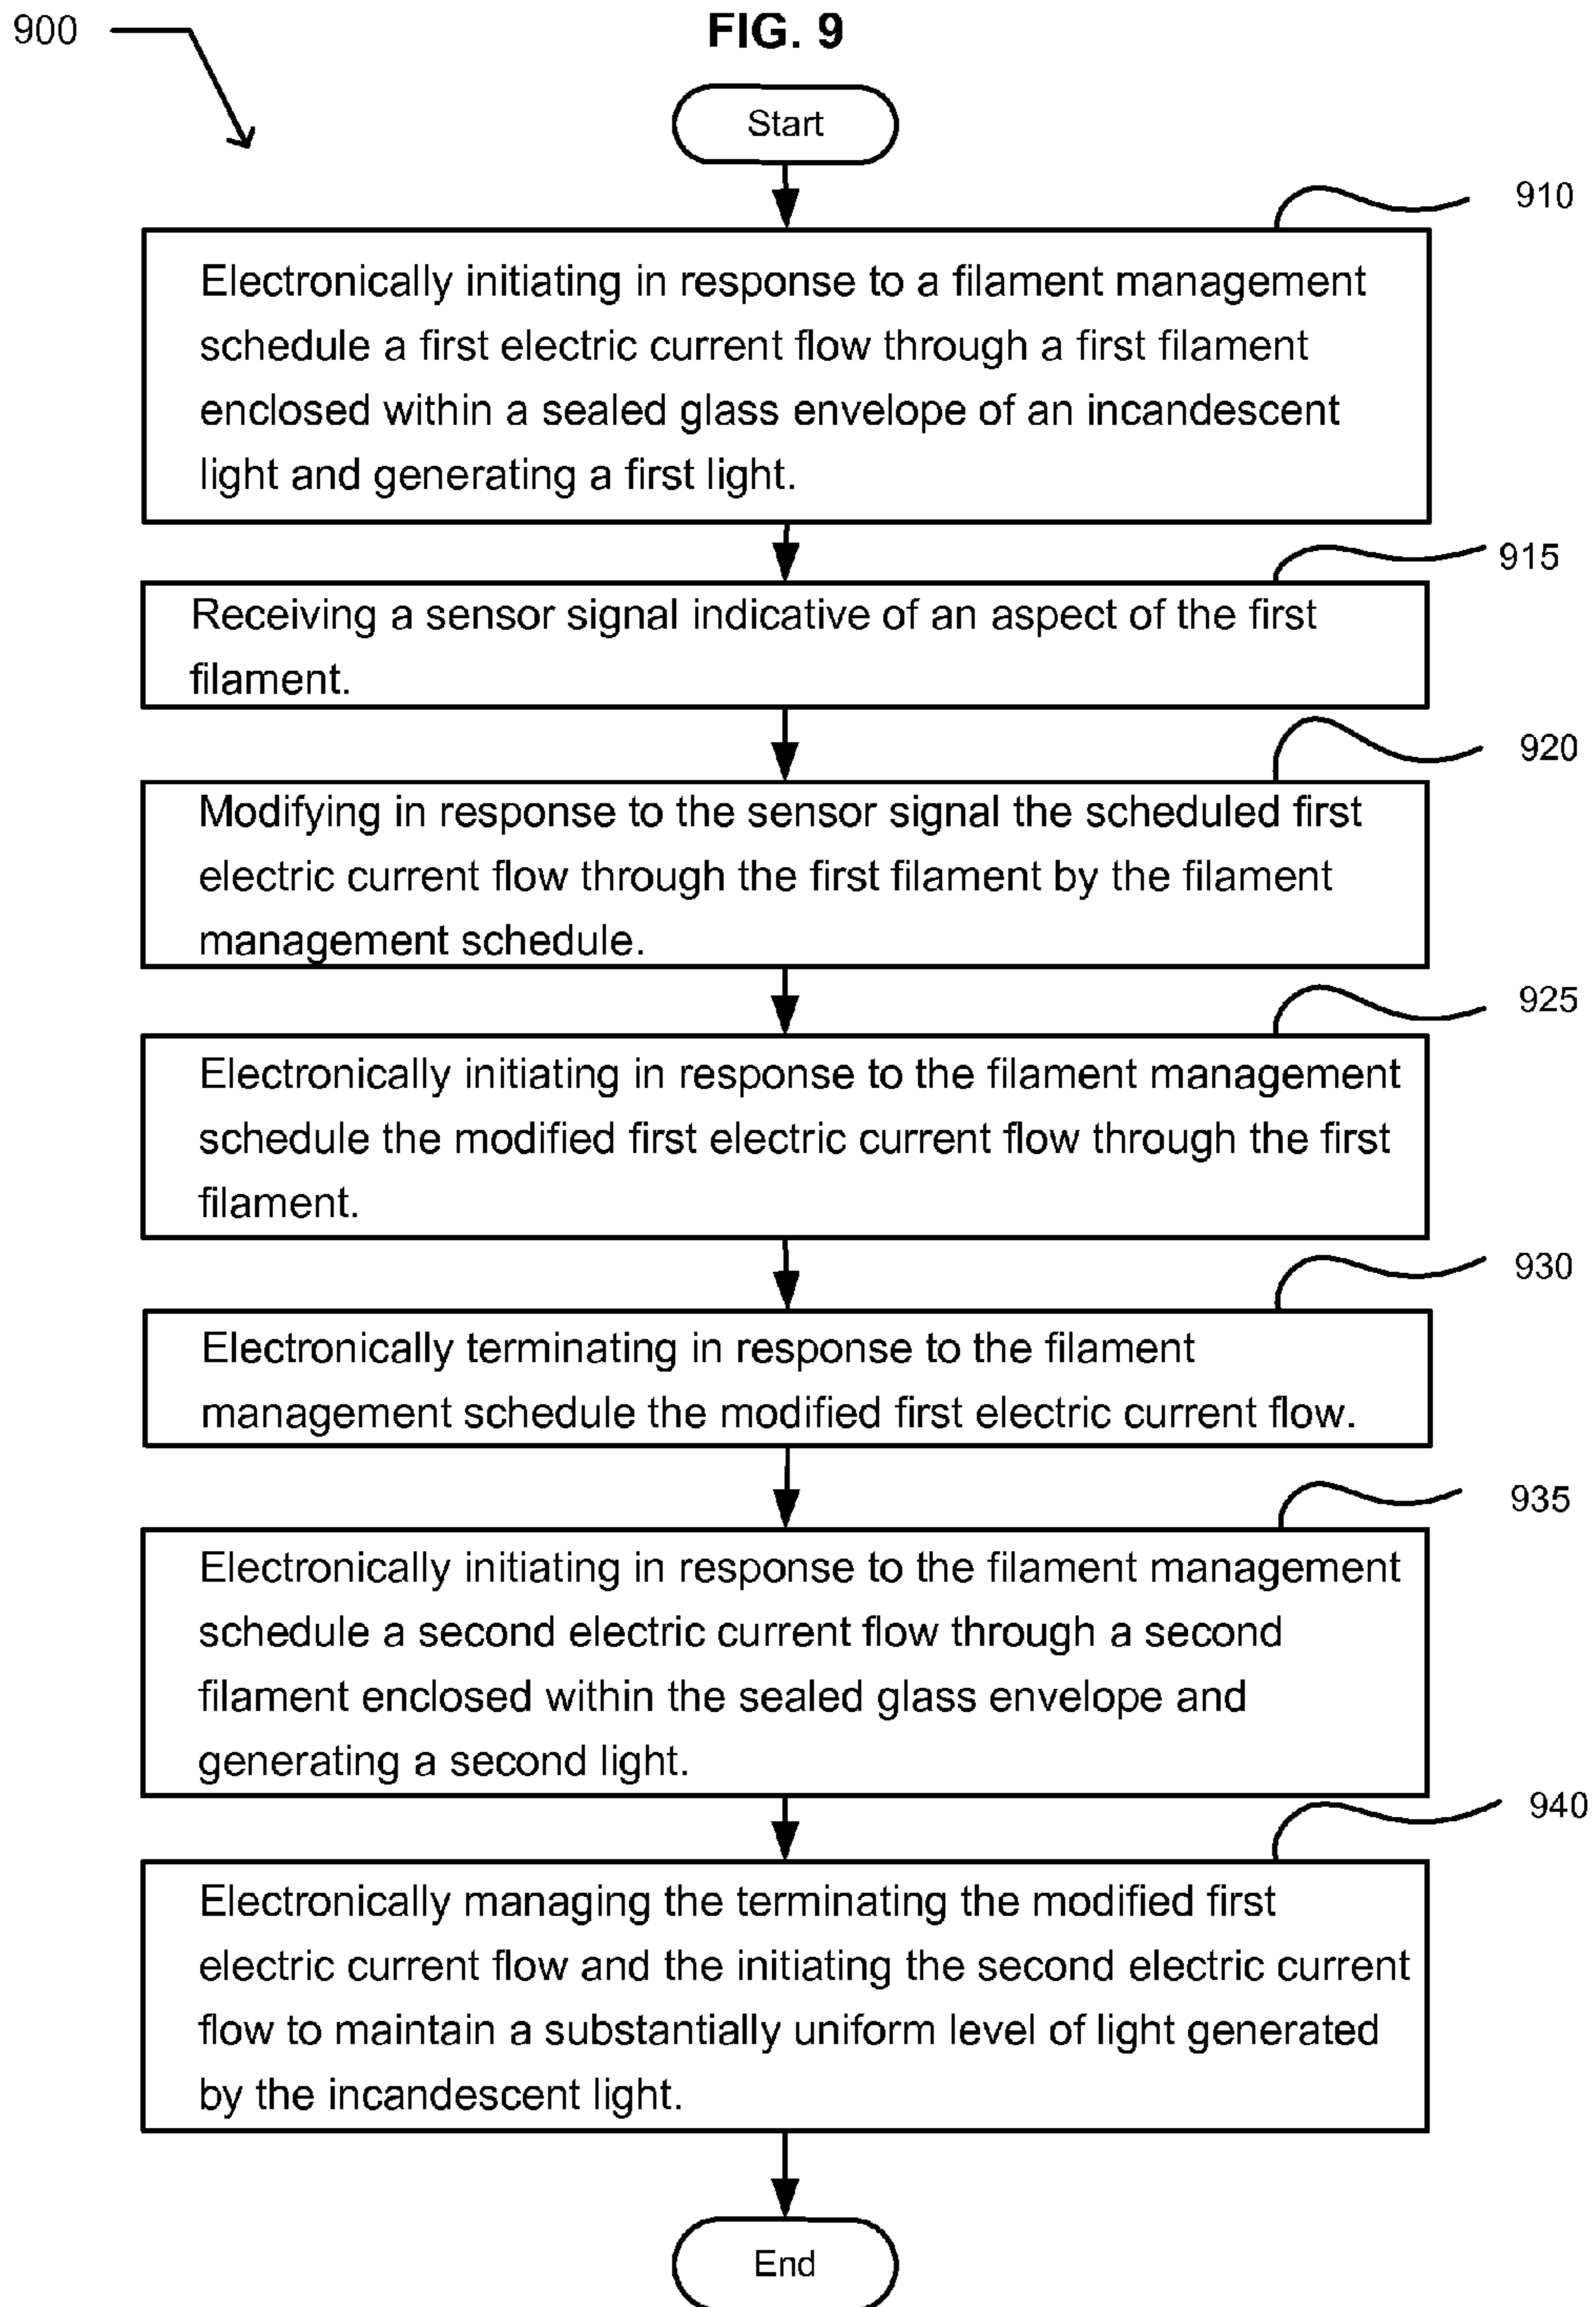 FIG. 9
900
Start
910
Electronically initiating in response to a filament management
schedule a first electric current flow through a first filament
enclosed within a sealed glass envelope of an incandescent
light and generating a first light.
915
Receiving a sensor signal indicative of an aspect of the first
filament.
920
Modifying in response to the sensor signal the scheduled first
electric current flow through the first filament by the filament
management schedule.
925
Electronically initiating in response to the filament management
schedule the modified first electric current flow through the first
filament.
930
Electronically terminating in response to the filament
management schedule the modified first electric current flow.
935
Electronically initiating in response to the filament management
schedule a second electric current flow through a second
filament enclosed within the sealed glass envelope and
generating a second light.
940
Electronically managing the terminating the modified first
electric current flow and the initiating the second electric current
flow to maintain a substantially uniform level of light generated
by the incandescent light.
End